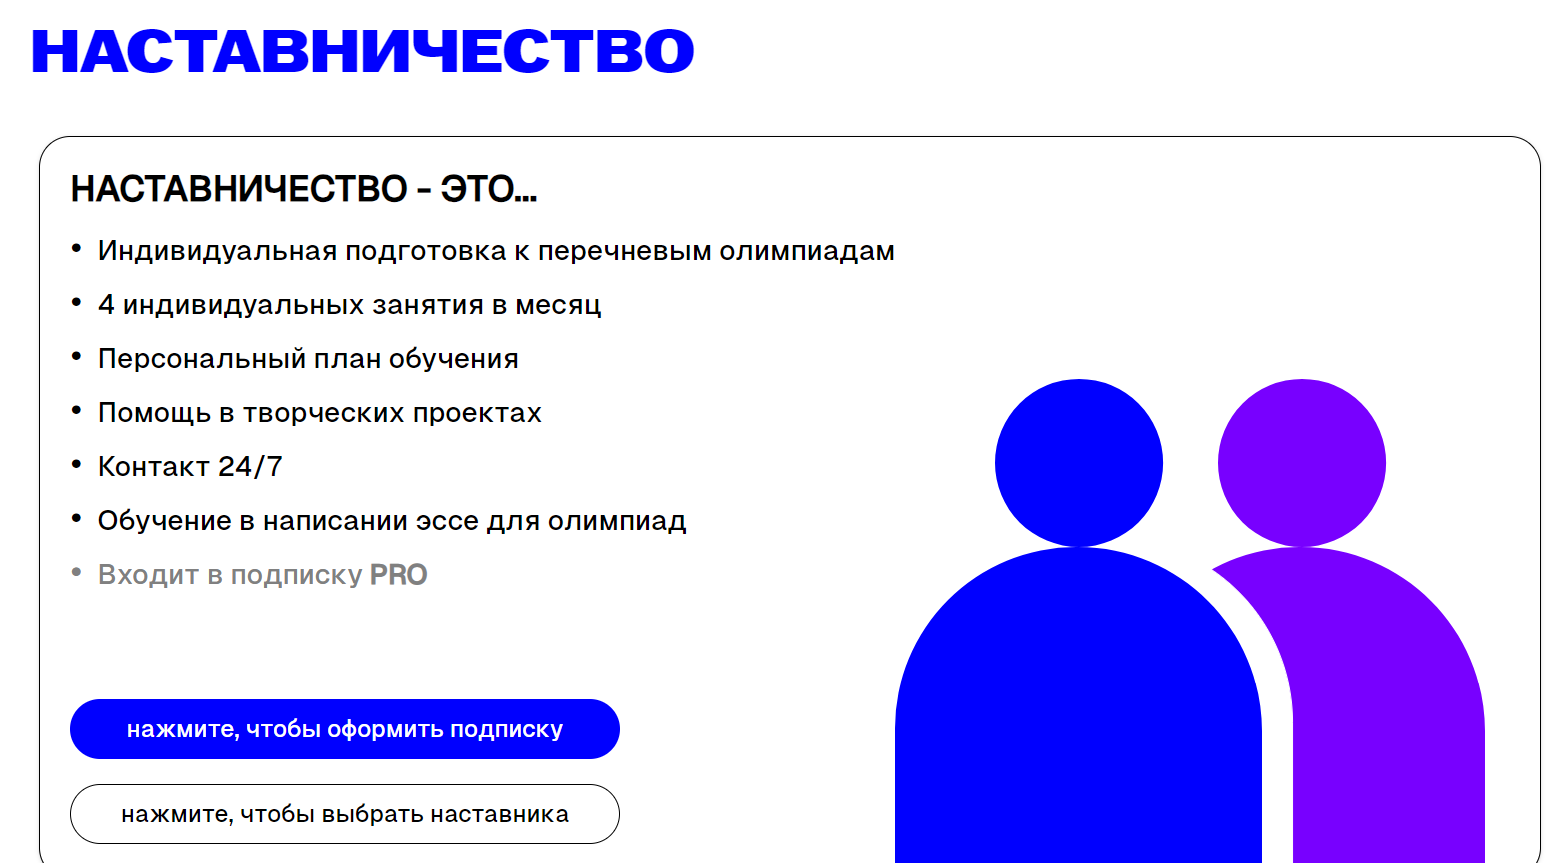 НАСТАВНИЧЕСТВО
НАСТАВНИЧЕСТВО - ЭТО...
• Индивидуальная подготовка к перечневым олимпиадам
• 4 индивидуальных занятия в месяц
• Персональный план обучения
• Помощь в творческих проектах
• Контакт 24/7
• Обучение в написании эссе для олимпиад
• Входит в подписку PRO
нажмите, чтобы оформить подписку
нажмите, чтобы выбрать наставника